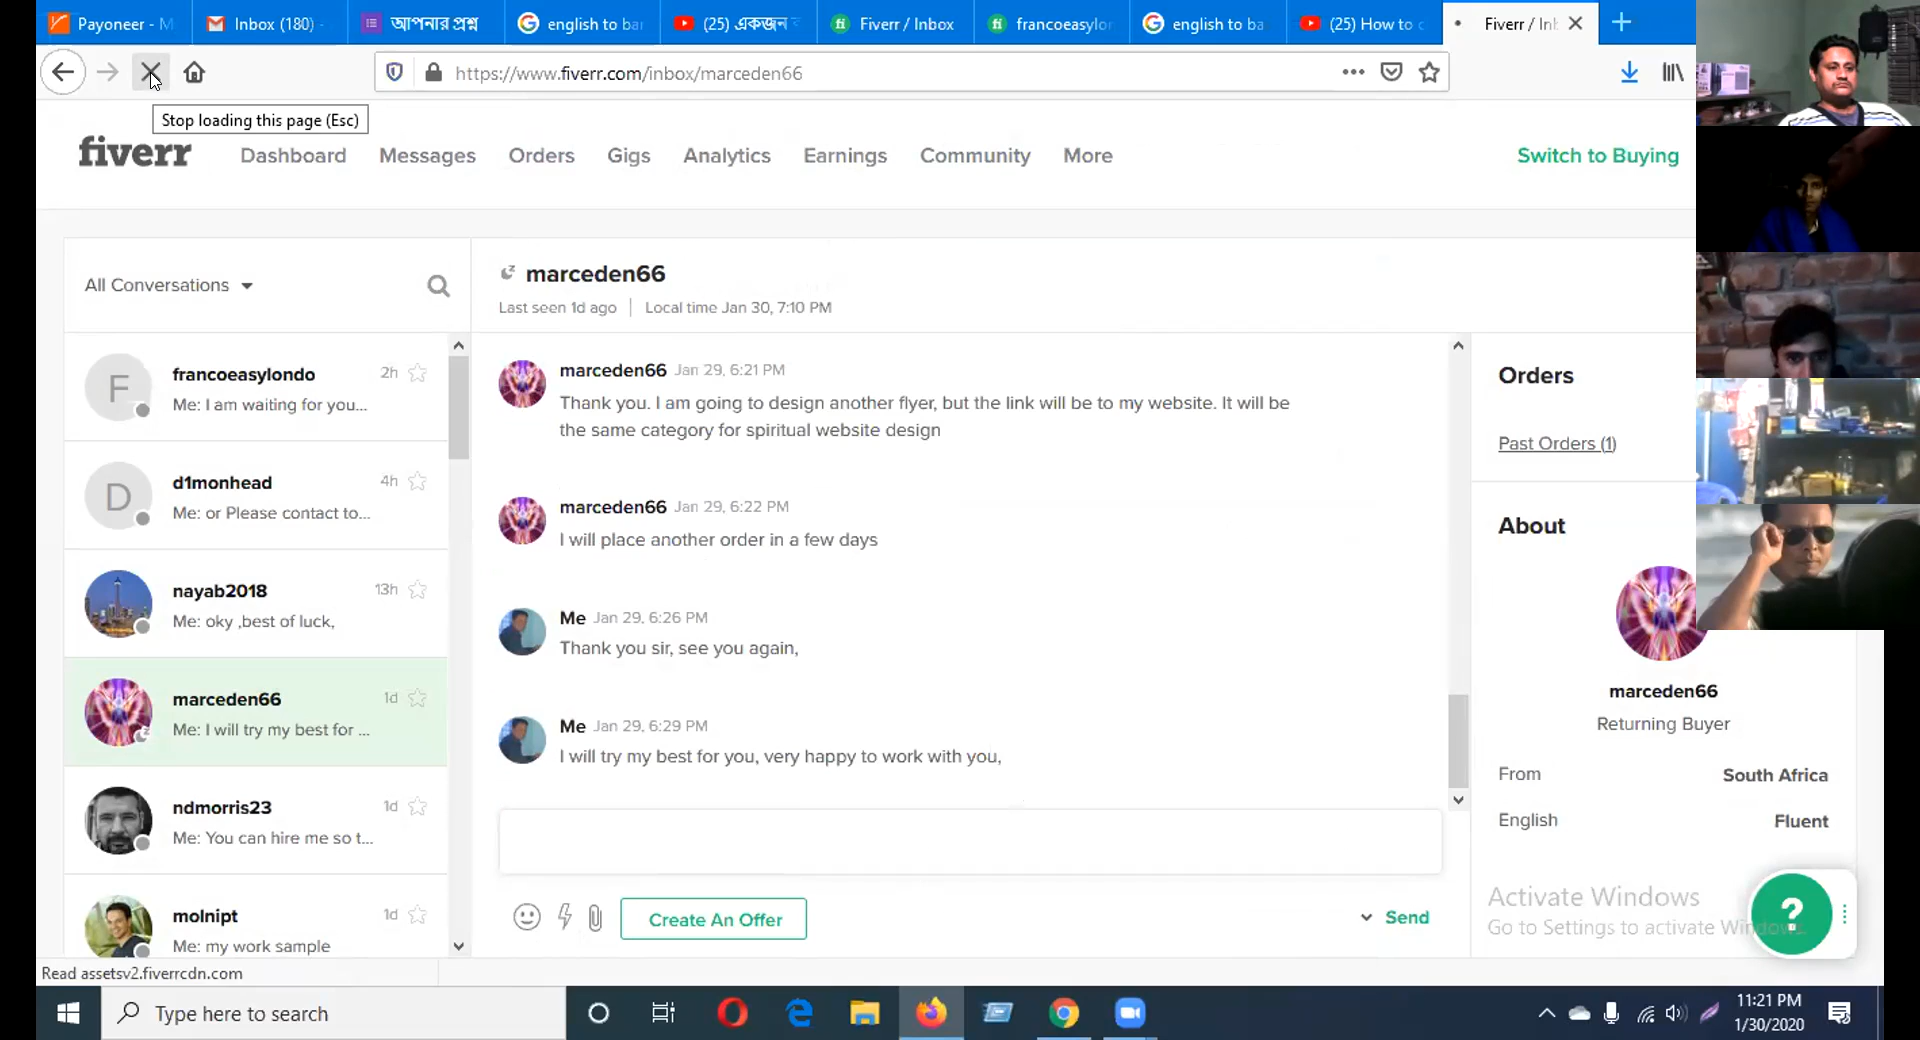 Payoneer - M
Inbox (180) -
আপনার প্রশ্ন
english to ba
(25) একজন
Fiverr / Inbox
francoeasylon
english to ba
(25) How to c
Fiverr / Inb
https://www.fiverr.com/inbox/marceden66
Stop loading this page (Esc)
fiverr
Dashboard
Messages
Orders
Gigs
Analytics
Earnings
Community
More
Switch to Buying
All Conversations
francoeasylondo 2h
Me: I am waiting for you...
d1monhead 4h
Me: or Please contact to...
nayab2018 13h
Me: oky ,best of luck,
marceden66 1d
Me: I will try my best for ...
ndmorris23 1d
Me: You can hire me so t...
molnipt 1d
Me: my work sample
marceden66
Last seen 1d ago | Local time Jan 30, 7:10 PM
marceden66 Jan 29, 6:21 PM
Thank you. I am going to design another flyer, but the link will be to my website. It will be
the same category for spiritual website design
marceden66 Jan 29, 6:22 PM
I will place another order in a few days
Me Jan 29, 6:26 PM
Thank you sir, see you again,
Me Jan 29, 6:29 PM
I will try my best for you, very happy to work with you,
Create An Offer
Send
Orders
Past Orders (1)
About
marceden66
Returning Buyer
From South Africa
English Fluent
Activate Windows
Go to Settings to activate Windows.
Read assetsv2.fiverrcdn.com
Type here to search
11:21 PM
1/30/2020